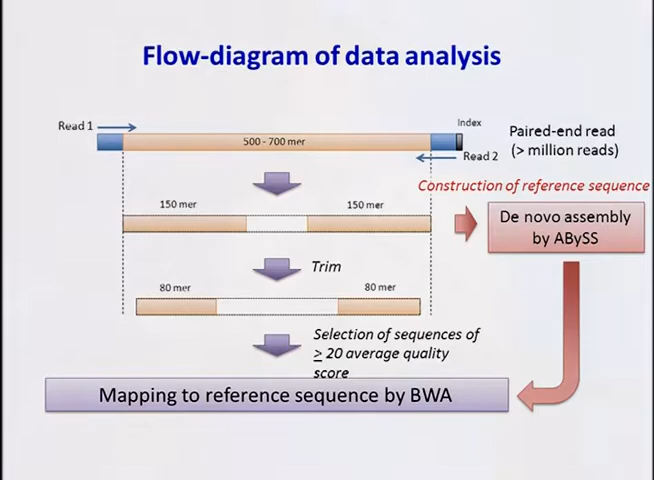 Flow-diagram of data analysis
Read 1
Index
500 - 700 mer
Read 2
Paired-end read
(> million reads)
Construction of reference sequence
150 mer
150 mer
De novo assembly
by ABySS
Trim
80 mer
80 mer
Selection of sequences of
≥ 20 average quality
score
Mapping to reference sequence by BWA